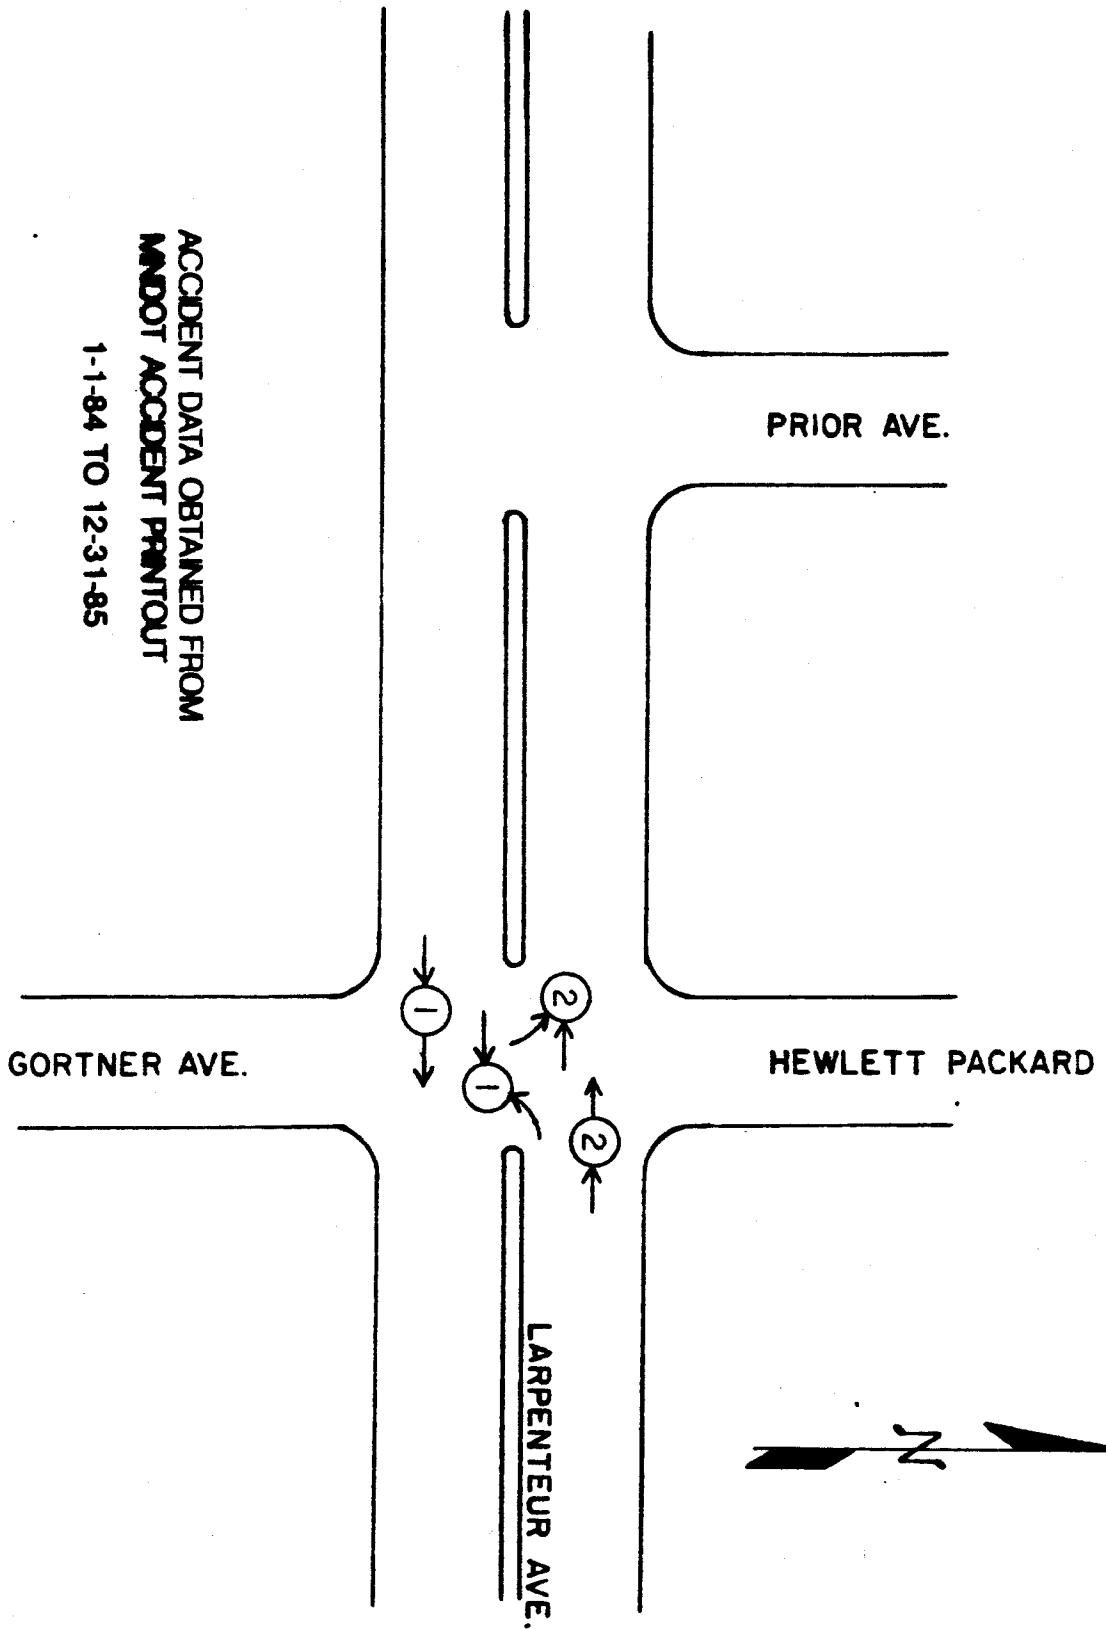 PRIOR AVE.
ACCIDENT DATA OBTAINED FROM
MNDOT ACCIDENT PRINTOUT
1-1-84 TO 12-31-85
2
1
GORTNER AVE.
HEWLETT PACKARD
1
2
LARPENTEUR AVE.
N